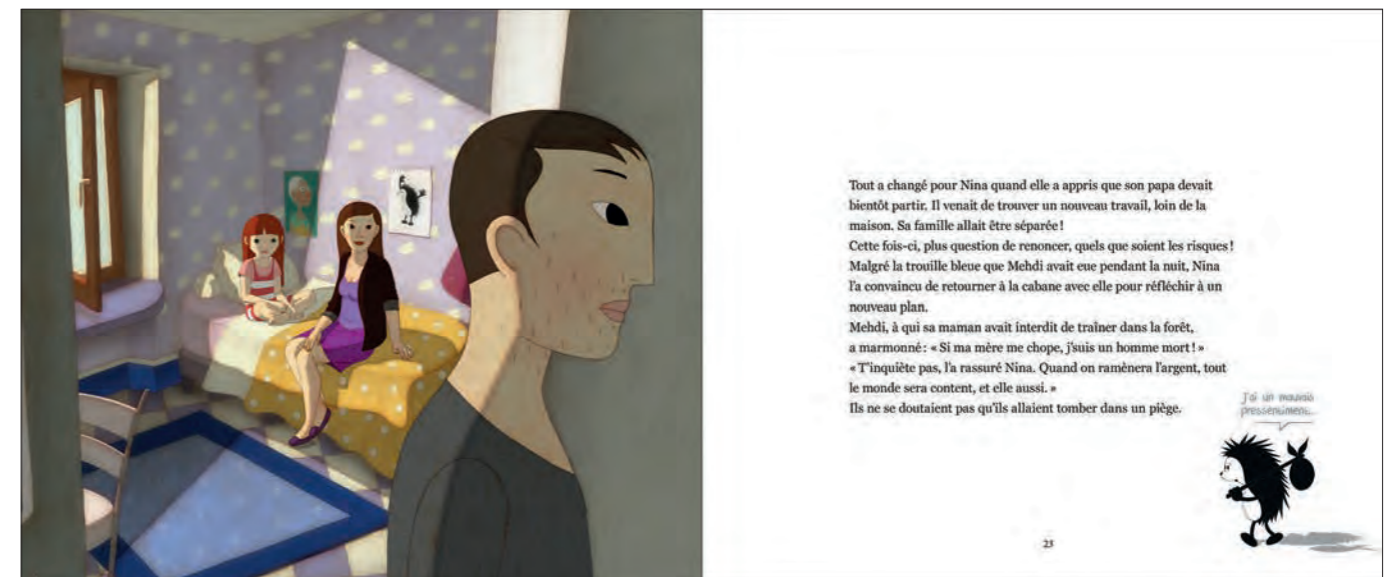 Tout a changé pour Nina quand elle a appris que son papa devait
bientôt partir. Il venait de trouver un nouveau travail, loin de la
maison. Sa famille allait être séparée !
Cette fois-ci, plus question de renoncer, quels que soient les risques !
Malgré la trouille bleue que Mehdi avait eue pendant la nuit, Nina
l'a convaincu de retourner à la cabane avec elle pour réfléchir à un
nouveau plan.
Mehdi, à qui sa maman avait interdit de traîner dans la forêt,
a marmonné : « Si ma mère me chope, j'suis un homme mort ! »
« T'inquiète pas, l'a rassuré Nina. Quand on ramènera l'argent, tout
le monde sera content, et elle aussi. »
Ils ne se doutaient pas qu'ils allaient tomber dans un piège.
J'ai un mauvais
pressentiment...
23